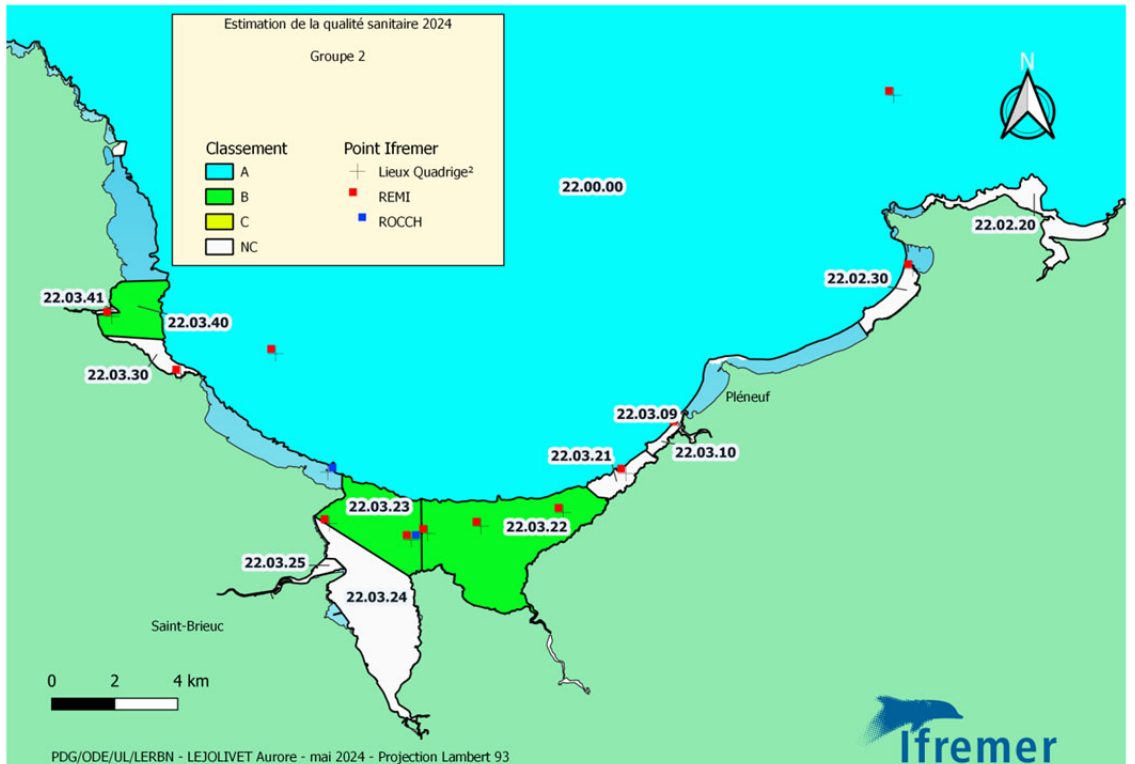 Estimation de la qualité sanitaire 2024
Groupe 2
Classement
A
B
C
NC
Point Ifremer
Lieux Quadrige²
REMI
ROCCH
N
22.00.00
22.02.20
22.02.30
22.03.41
22.03.40
22.03.30
Pléneuf
22.03.09
22.03.21
22.03.10
22.03.23
22.03.22
22.03.25
22.03.24
Saint-Brieuc
0 2 4 km
PDG/ODE/UL/LERBN - LEJOLIVET Aurore - mai 2024 - Projection Lambert 93
Ifremer